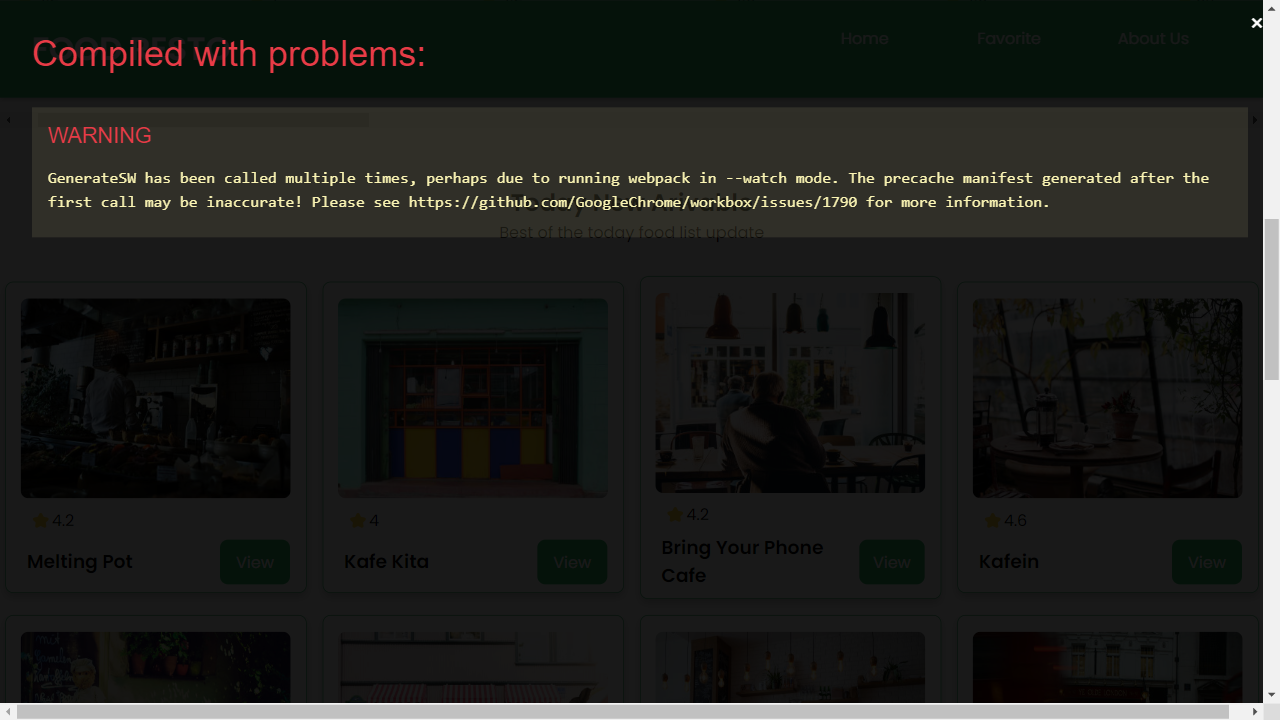 Compiled with problems:
Home
Favorite
About Us
WARNING
GenerateSW has been called multiple times, perhaps due to running webpack in --watch mode. The precache manifest generated after the
first call may be inaccurate! Please see https://github.com/GoogleChrome/workbox/issues/1790 for more information.
Best of the today food list update
4.2
4
4.2
4.6
Melting Pot
View
Kafe Kita
View
Bring Your Phone
Cafe
View
Kafein
View